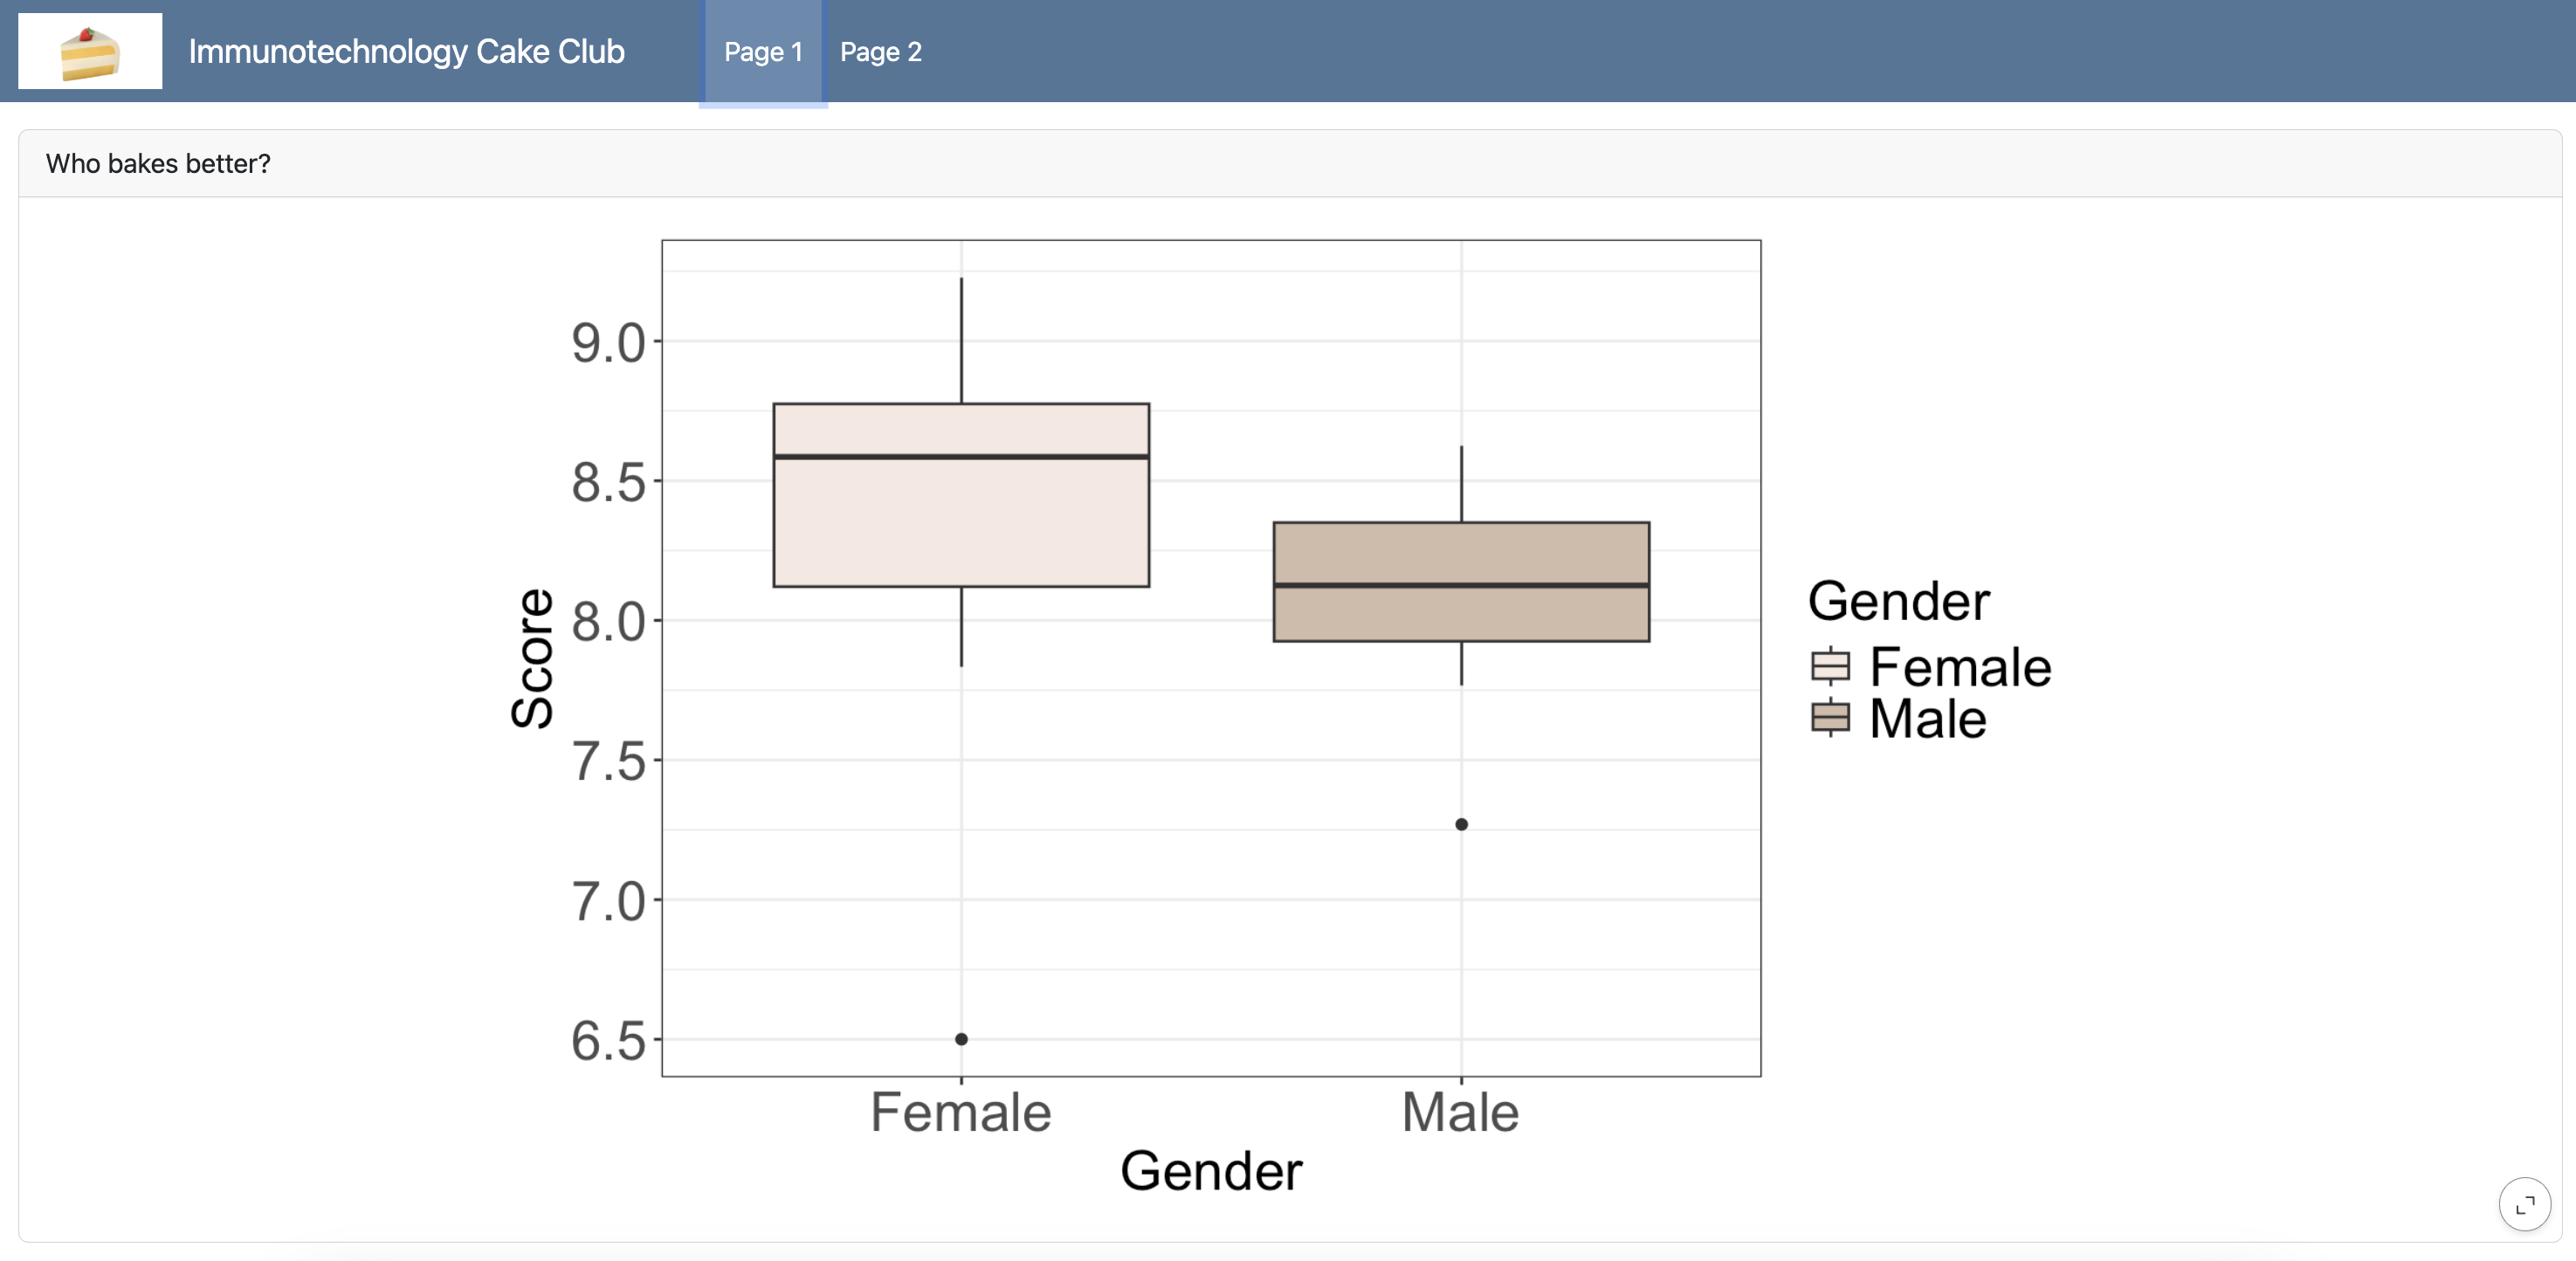 Immunotechnology Cake Club
Page 1
Page 2
Who bakes better?
9.0
8.5
8.0
7.5
7.0
6.5
Score
Female
Male
Gender
Gender
Female
Male